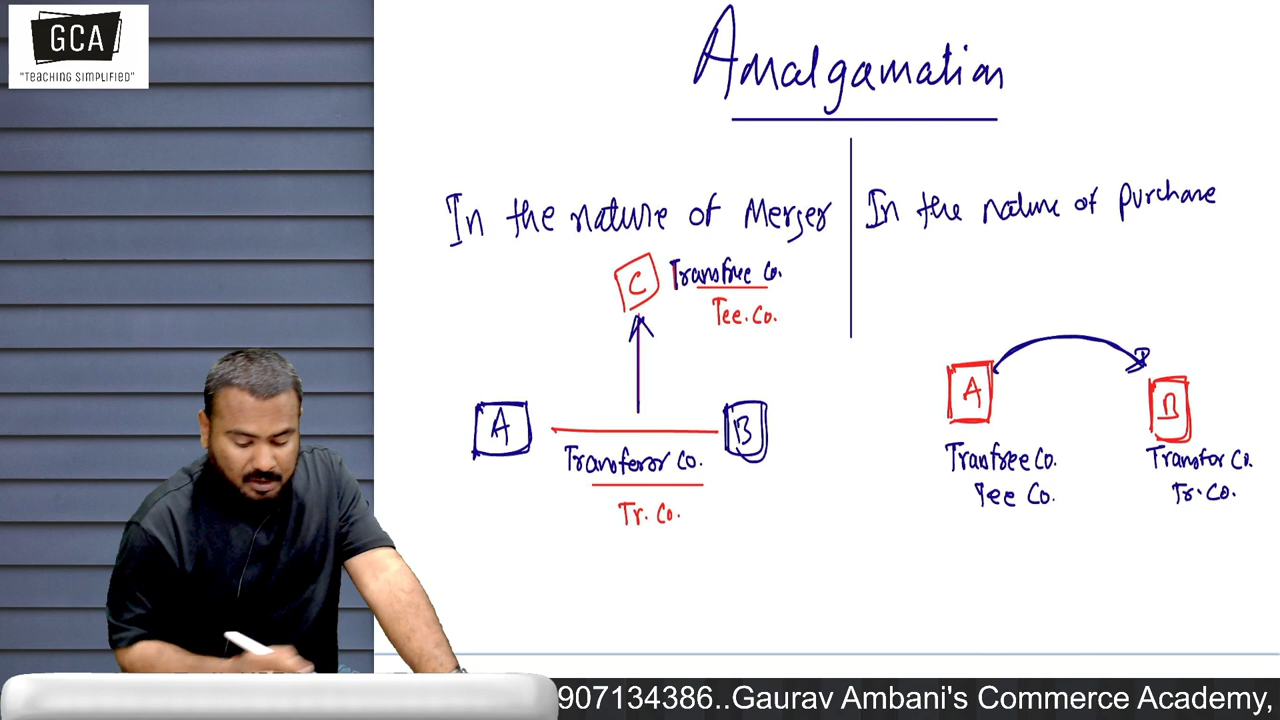 GCA
"TEACHING SIMPLIFIED"
Amalgamation
In the nature of Merger
In the nature of purchase
C
Transfree Co.
Tee. Co.
A
B
Transferor Co.
Tr. Co.
A
B
Tranfree Co.
Tee Co.
Transfor Co.
Tr. Co.
907134386..Gaurav Ambani's Commerce Academy,